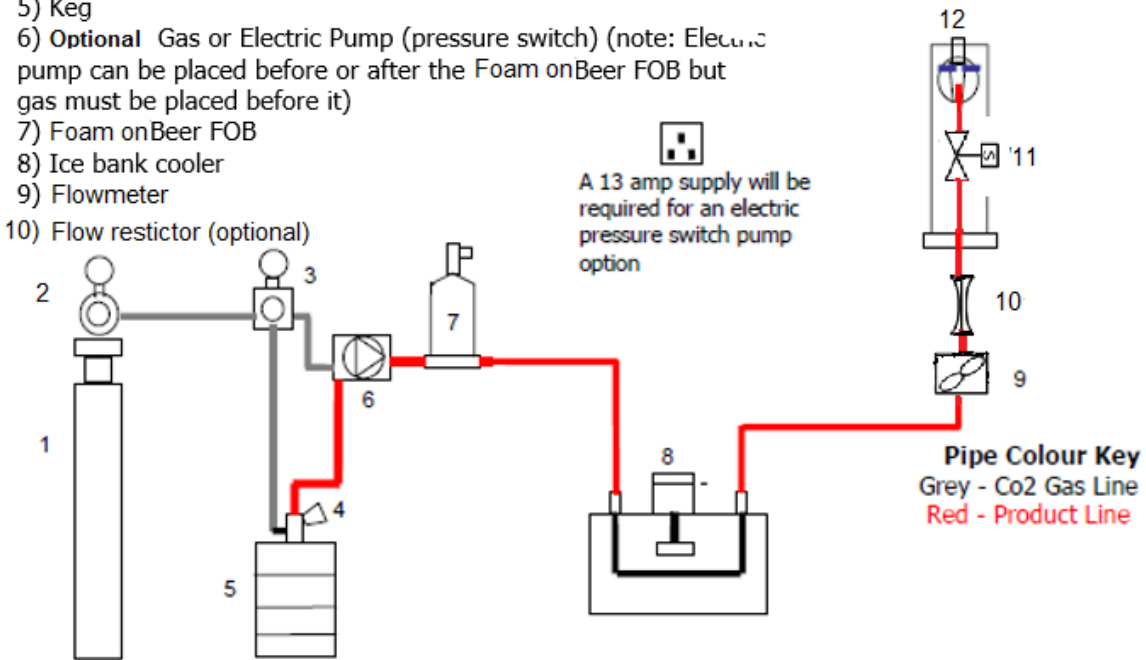 5) Keg
6) Optional Gas or Electric Pump (pressure switch) (note: Electric
pump can be placed before or after the Foam onBeer FOB but
gas must be placed before it)
7) Foam onBeer FOB
8) Ice bank cooler
9) Flowmeter
10) Flow restictor (optional)
A 13 amp supply will be
required for an electric
pressure switch pump
option
12
S
'11
10
9
2
3
7
6
1
4
5
8
-
Pipe Colour Key
Grey - Co2 Gas Line
Red - Product Line